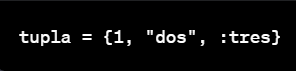 tupla = {1, "dos", :tres}